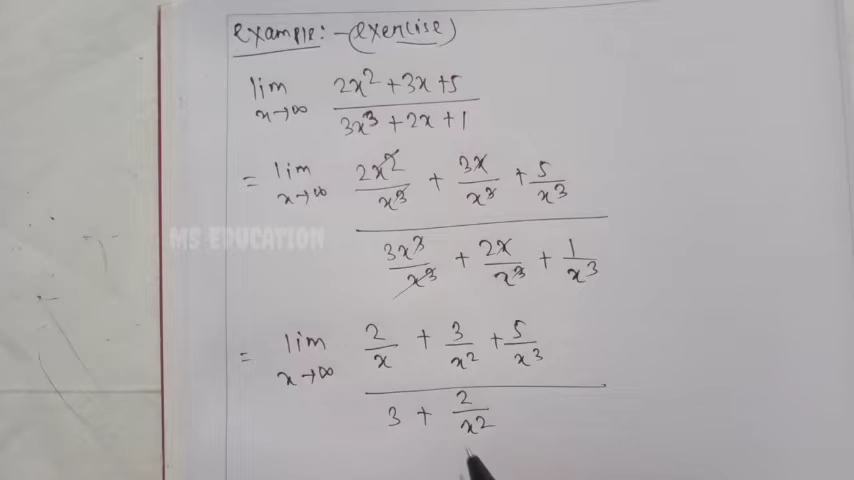 example:-(exercise)
lim x→∞ 2x² + 3x + 5 / 3x³ + 2x + 1
= lim x→∞ 2x²/x³ + 3x/x³ + 5/x³ / 3x³/x³ + 2x/x³ + 1/x³
MS EDUCATION
= lim x→∞ 2/x + 3/x² + 5/x³ / 3 + 2/x²